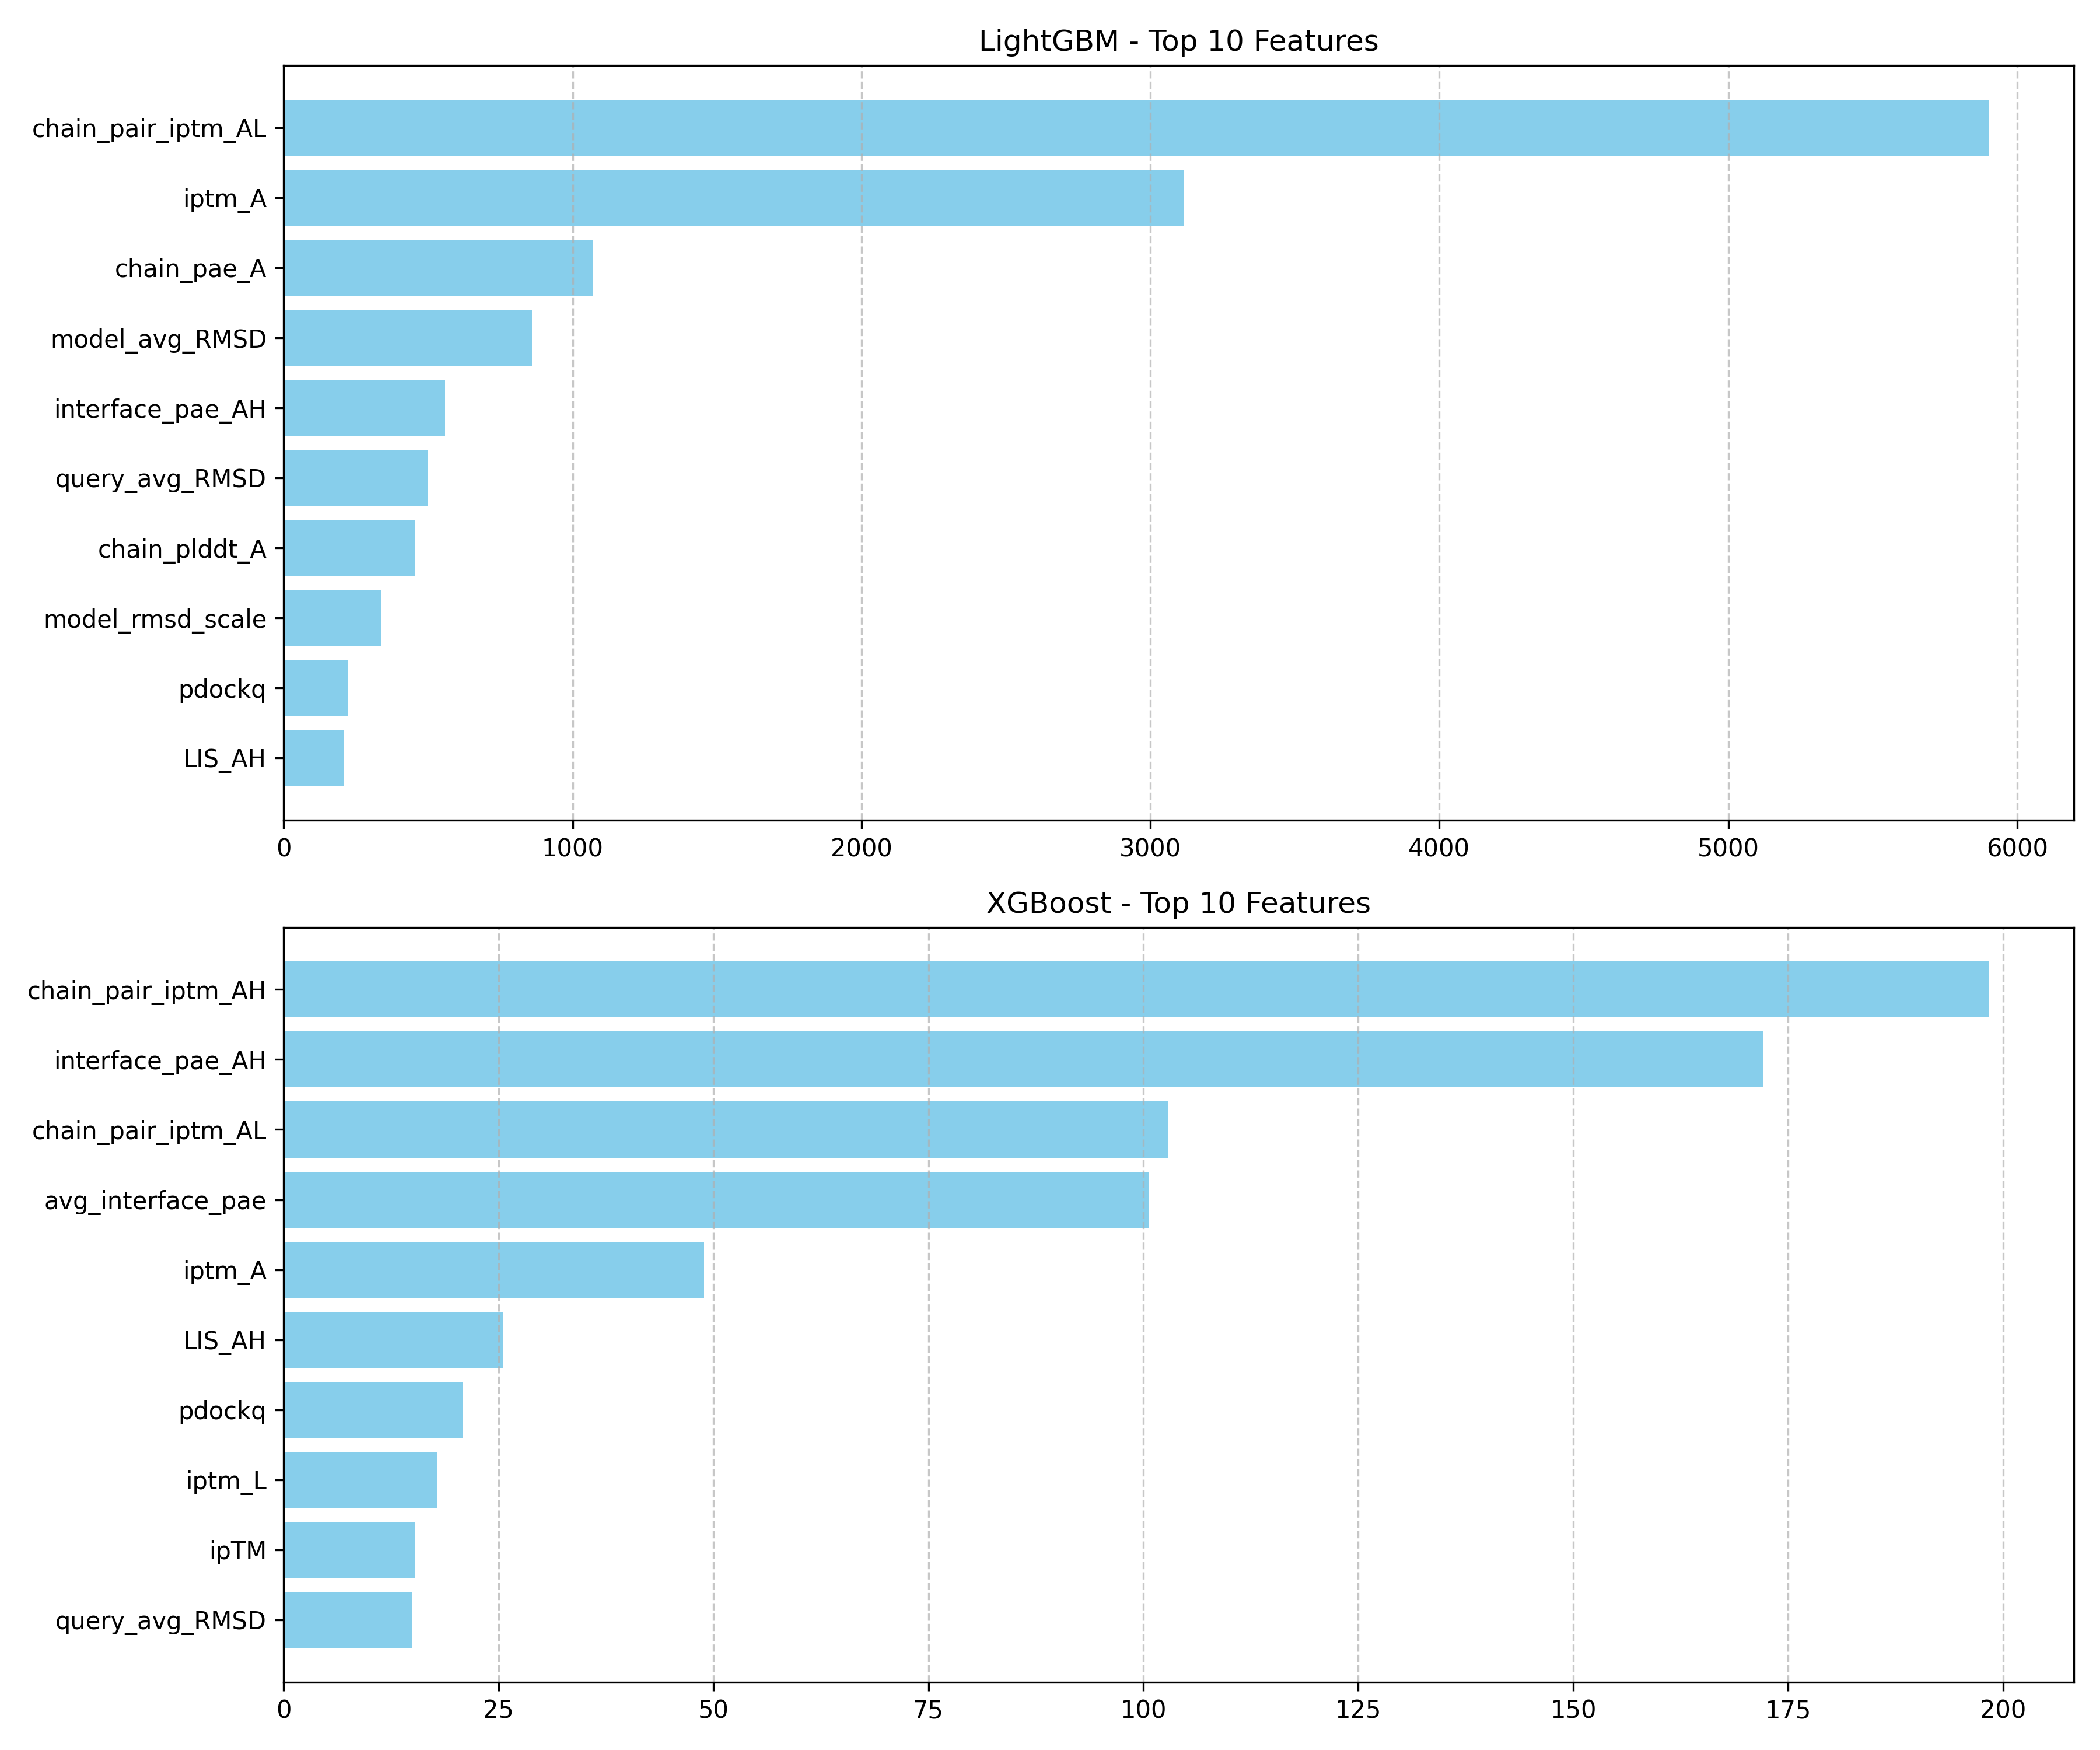 LightGBM - Top 10 Features
chain_pair_iptm_AL
iptm_A
chain_pae_A
model_avg_RMSD
interface_pae_AH
query_avg_RMSD
chain_plddt_A
model_rmsd_scale
pdockq
LIS_AH
0 1000 2000 3000 4000 5000 6000
XGBoost - Top 10 Features
chain_pair_iptm_AH
interface_pae_AH
chain_pair_iptm_AL
avg_interface_pae
iptm_A
LIS_AH
pdockq
iptm_L
ipTM
query_avg_RMSD
0 25 50 75 100 125 150 175 200